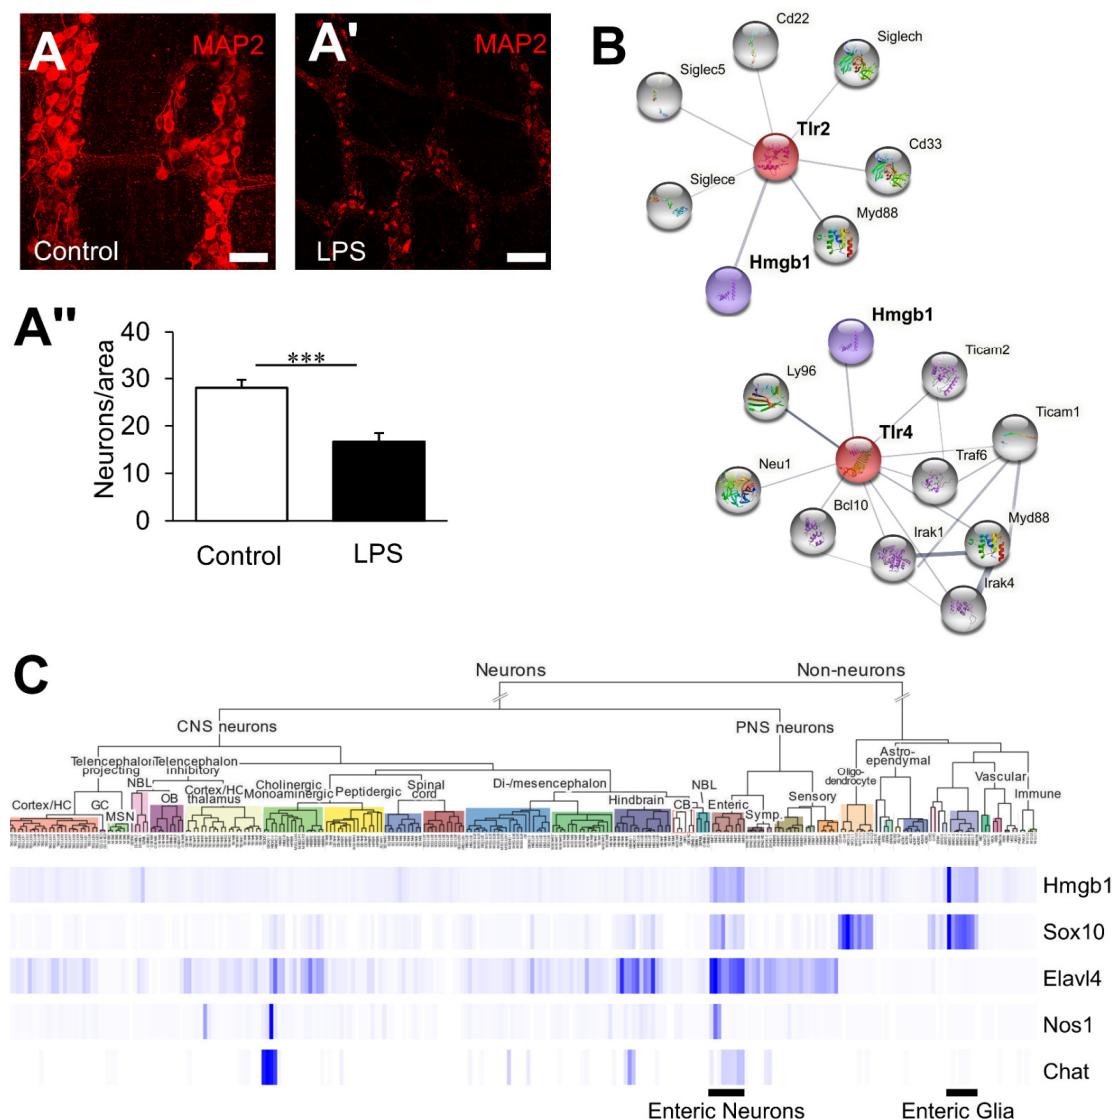 A
MAP2
Control
A'
MAP2
LPS
A"
Neurons/area
40
30
20
10
0
***
Control
LPS
B
Cd22
Siglech
Siglec5
Tlr2
Cd33
Siglece
Myd88
Hmgb1
Hmgb1
Ticam2
Ly96
Ticam1
Tlr4
Traf6
Neu1
Bcl10
Irak1
Myd88
Irak4
C
Neurons
Non-neurons
CNS neurons
PNS neurons
Telencephalon
projecting
Telencephalon
inhibitory
Cortex/HC
GC
MSN
NBL
OB
Cortex/HC
thalamus
Cholinergic
Monoaminergic
Peptidergic
Spinal
cord
Di-/mesencephalon
Hindbrain
CB
NBL
Enteric
Symp.
Sensory
Oligo-
dendrocyte
Astro-
ependymal
Vascular
Immune
Hmgb1
Sox10
Elavl4
Nos1
Chat
Enteric Neurons
Enteric Glia